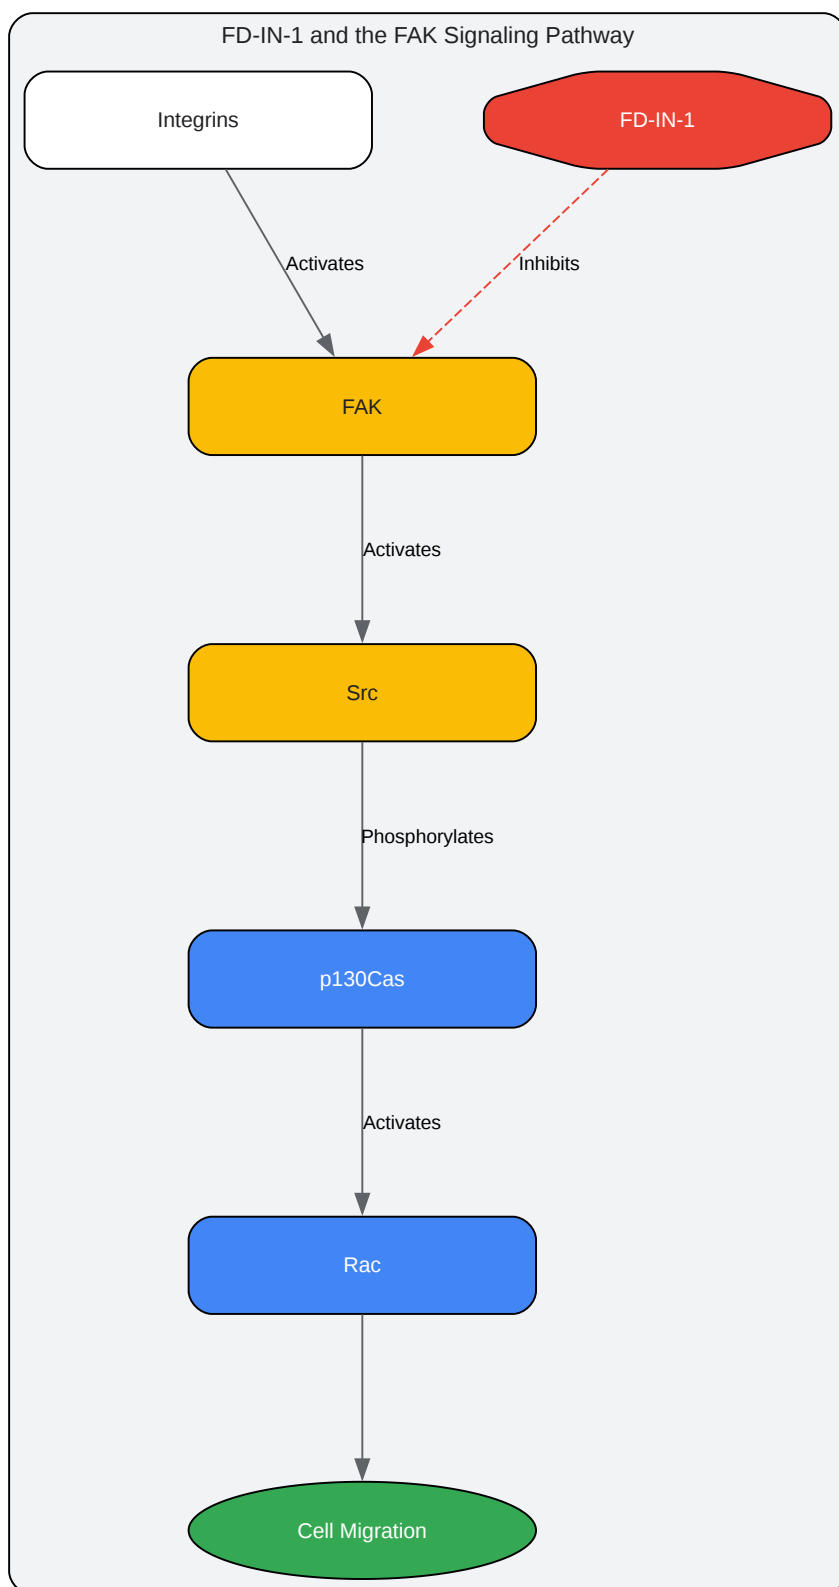 FD-IN-1 and the FAK Signaling Pathway
Integrins
FD-IN-1
Activates
Inhibits
FAK
Activates
Src
Phosphorylates
p130Cas
Activates
Rac
Cell Migration